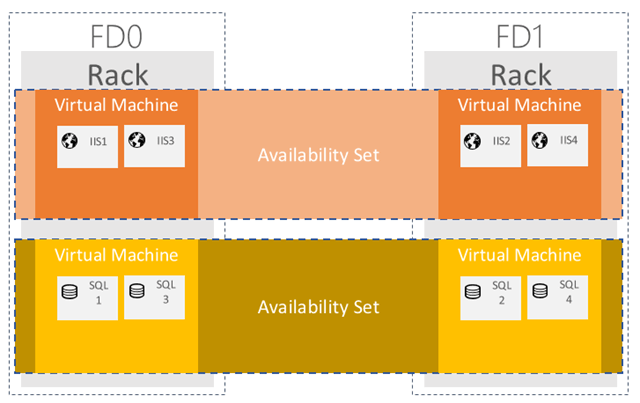 FD0
FD1
Rack
Rack
Virtual Machine
Virtual Machine
IIS1
IIS3
Availability Set
IIS2
IIS4
Virtual Machine
Virtual Machine
SQL
1
SQL
3
Availability Set
SQL
2
SQL
4